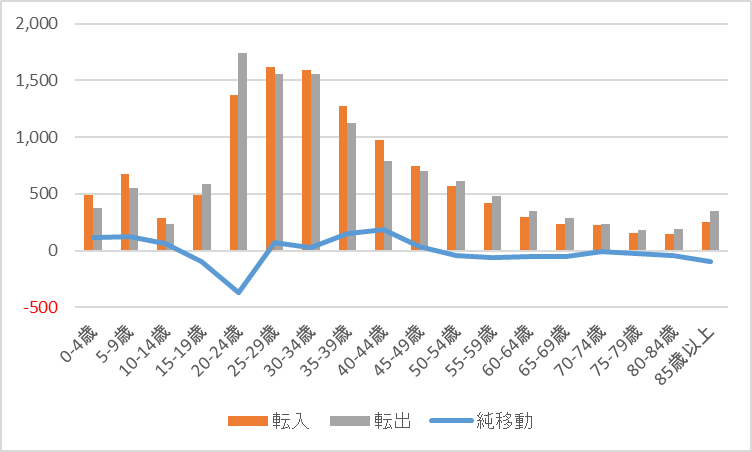 2,000
1,500
1,000
500
0
-500
0-4歳
5-9歳
10-14歳
15-19歳
20-24歳
25-29歳
30-34歳
35-39歳
40-44歳
45-49歳
50-54歳
55-59歳
60-64歳
65-69歳
70-74歳
75-79歳
80-84歳
85歳以上
転入 転出 純移動